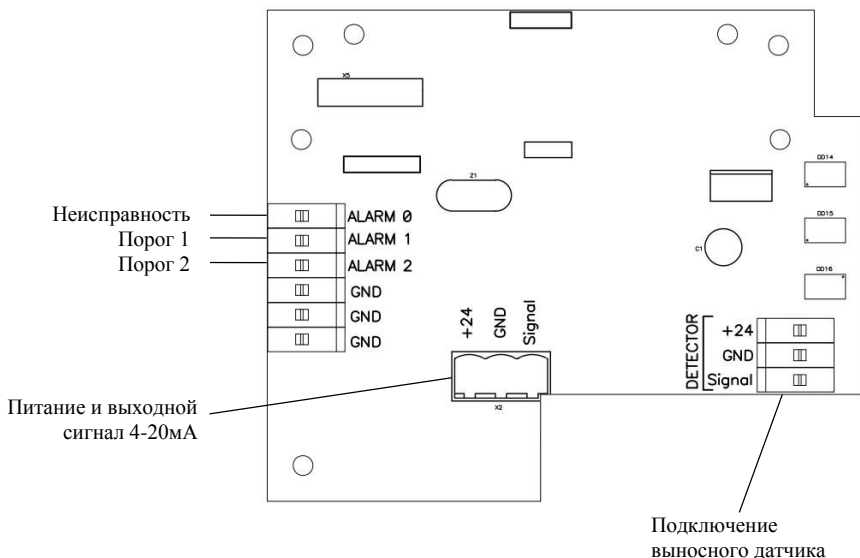 X5
Z1
DD14
DD15
DD16
C1
Неисправность
Порог 1
Порог 2
ALARM 0
ALARM 1
ALARM 2
GND
GND
GND
+24
GND
Signal
X2
DETECTOR
+24
GND
Signal
Питание и выходной
сигнал 4-20мА
Подключение
выносного датчика